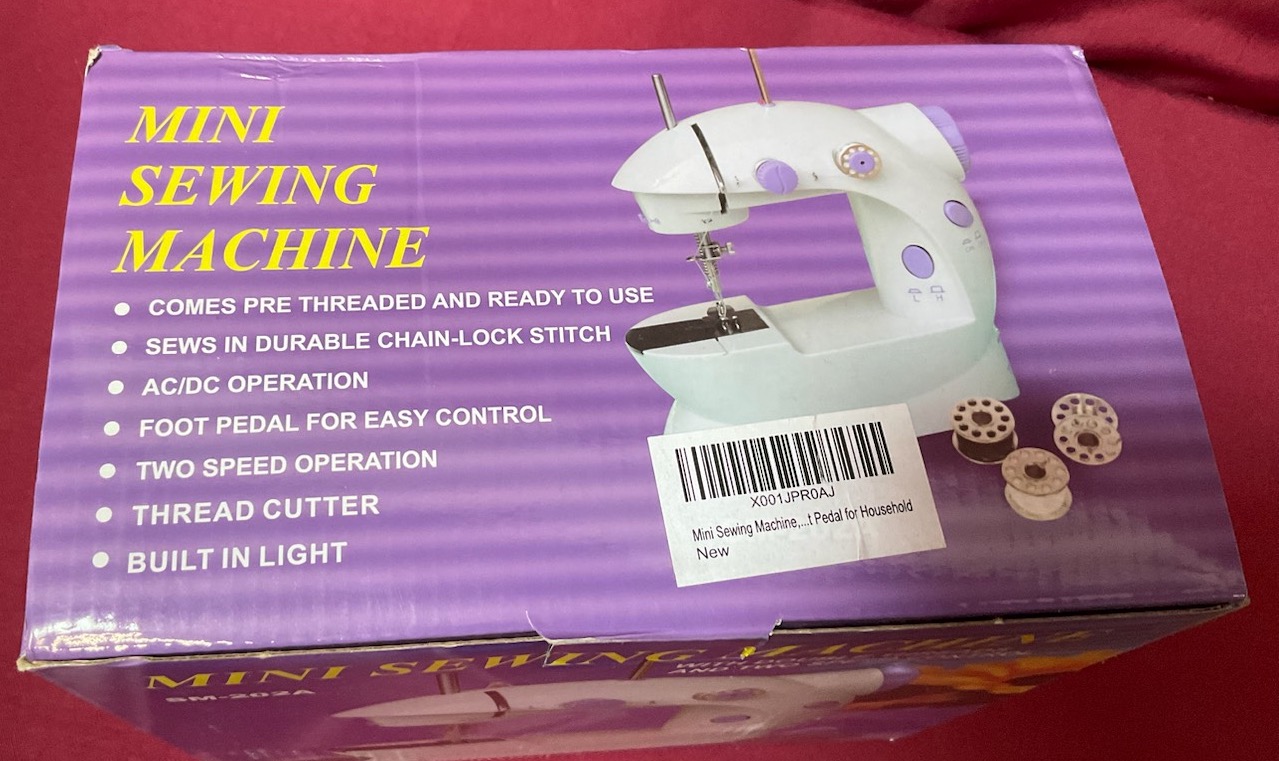 MINI
SEWING
MACHINE
COMES PRE THREADED AND READY TO USE
SEWS IN DURABLE CHAIN-LOCK STITCH
AC/DC OPERATION
FOOT PEDAL FOR EASY CONTROL
TWO SPEED OPERATION
THREAD CUTTER
BUILT IN LIGHT
L H
X001JPR0AJ
Mini Sewing Machine,...t Pedal for Household
New
MINI SEWING MACHINE
SM-202A